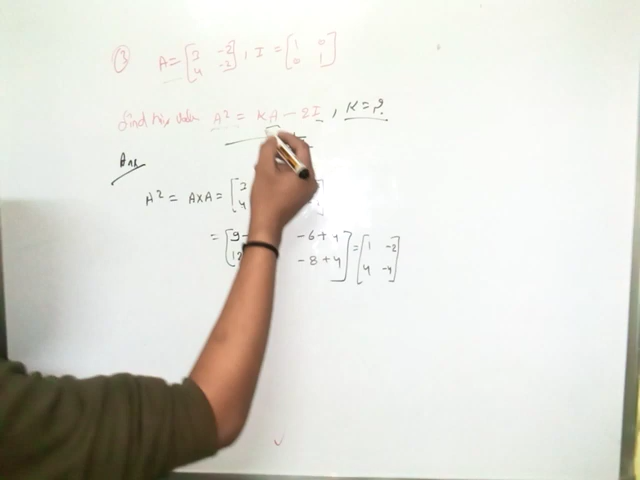 ③ A = [3 -2; 4 -2], I = [1 0; 0 1]
find the value A² = KA - 2I, K = ?
Ans
A² = A×A = [3
4
= [9- -6+4
12 -8+4] = [1 -2; 4 -4]